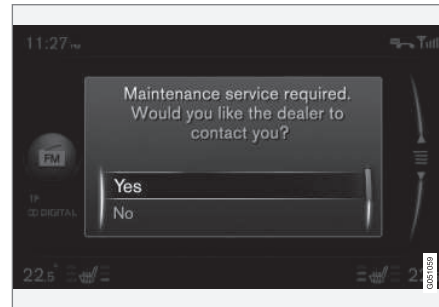 11:27
Maintenance service required.
Would you like the dealer to
contact you?
FM
Yes
No
TP
DIGITAL
22.5
G051059